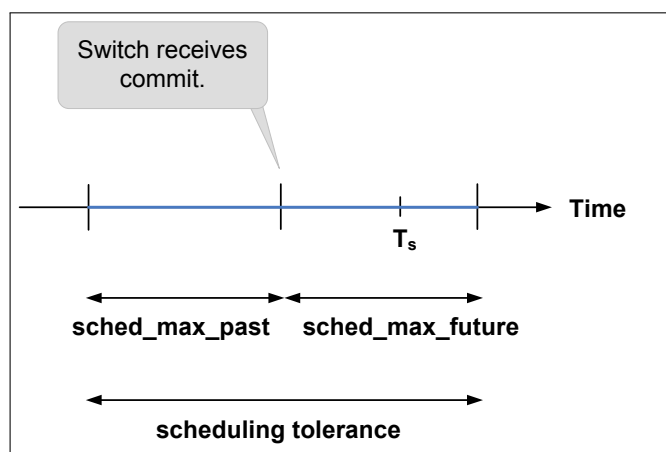 Switch receives
commit.
Time
Tₛ
sched_max_past
sched_max_future
scheduling tolerance